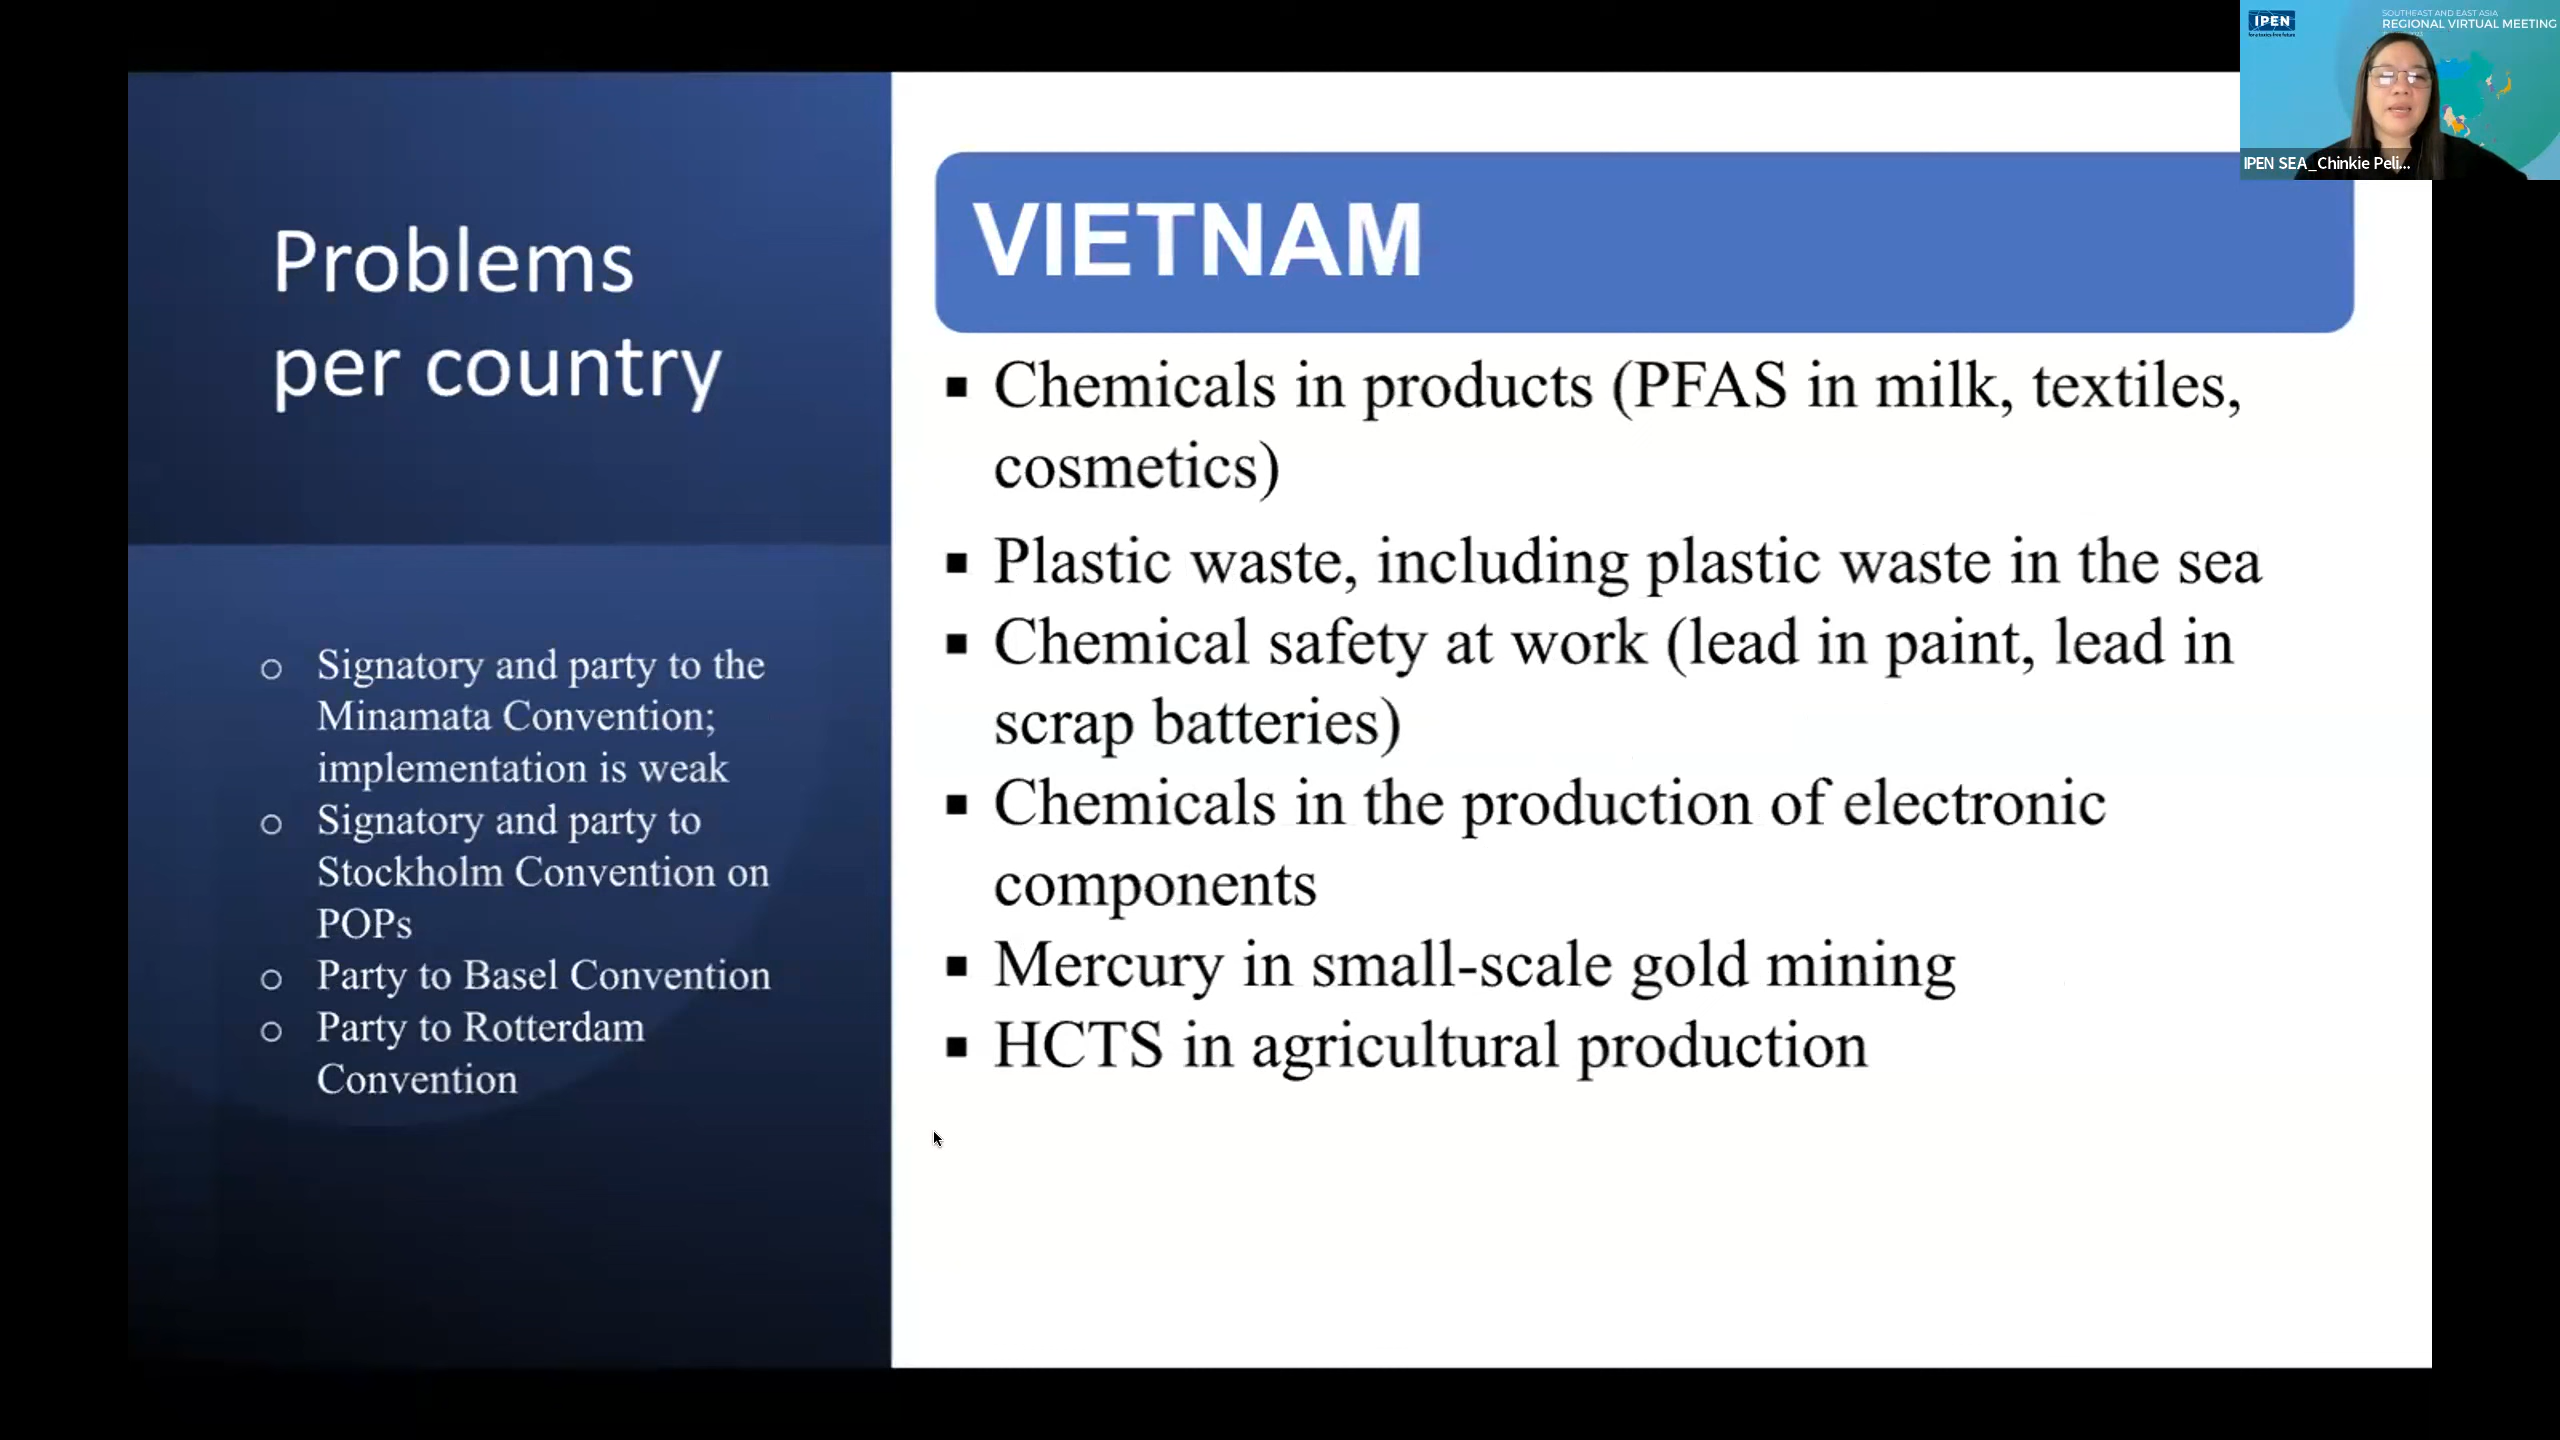 Problems
per country
Signatory and party to the
Minamata Convention;
implementation is weak
Signatory and party to
Stockholm Convention on
POPs
Party to Basel Convention
Party to Rotterdam
Convention
VIETNAM
Chemicals in products (PFAS in milk, textiles,
cosmetics)
Plastic waste, including plastic waste in the sea
Chemical safety at work (lead in paint, lead in
scrap batteries)
Chemicals in the production of electronic
components
Mercury in small-scale gold mining
HCTS in agricultural production
IPEN
for a toxics-free future
SOUTHEAST AND EAST ASIA
REGIONAL VIRTUAL MEETING
IPEN SEA_Chinkie Peli...